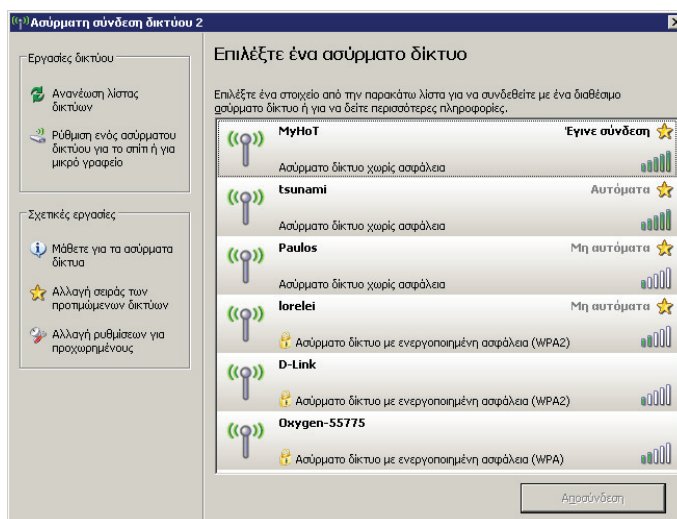 Ασύρματη σύνδεση δικτύου 2
Εργασίες δικτύου
Ανανέωση λίστας
δικτύων
Ρύθμιση ενός ασύρματου
δικτύου για το σπίτι ή για
μικρό γραφείο
Σχετικές εργασίες
Μάθετε για τα ασύρματα
δίκτυα
Αλλαγή σειράς των
προτιμώμενων δικτύων
Αλλαγή ρυθμίσεων για
προχωρημένους
Επιλέξτε ένα ασύρματο δίκτυο
Επιλέξτε ένα στοιχείο από την παρακάτω λίστα για να συνδεθείτε με ένα διαθέσιμο
ασύρματο δίκτυο ή για να δείτε περισσότερες πληροφορίες.
MyHoT Έγινε σύνδεση
Ασύρματο δίκτυο χωρίς ασφάλεια
tsunami Αυτόματα
Ασύρματο δίκτυο χωρίς ασφάλεια
Paulos Μη αυτόματα
Ασύρματο δίκτυο χωρίς ασφάλεια
lorelei Μη αυτόματα
Ασύρματο δίκτυο με ενεργοποιημένη ασφάλεια (WPA2)
D-Link
Ασύρματο δίκτυο με ενεργοποιημένη ασφάλεια (WPA2)
Oxygen-55775
Ασύρματο δίκτυο με ενεργοποιημένη ασφάλεια (WPA)
Αποσύνδεση